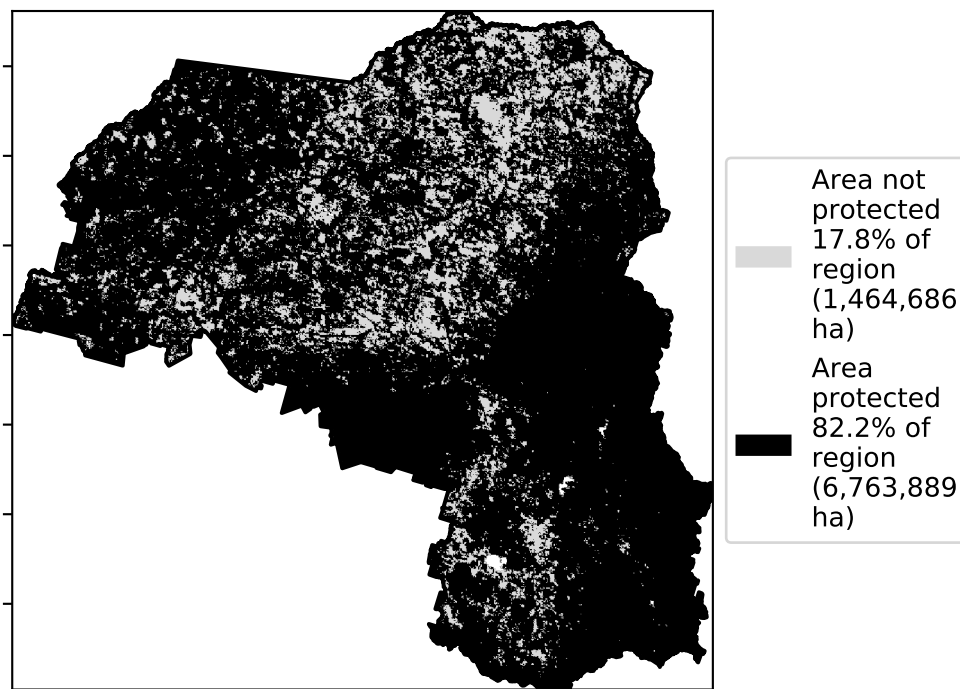 Area not
protected
17.8% of
region
(1,464,686
ha)
Area
protected
82.2% of
region
(6,763,889
ha)